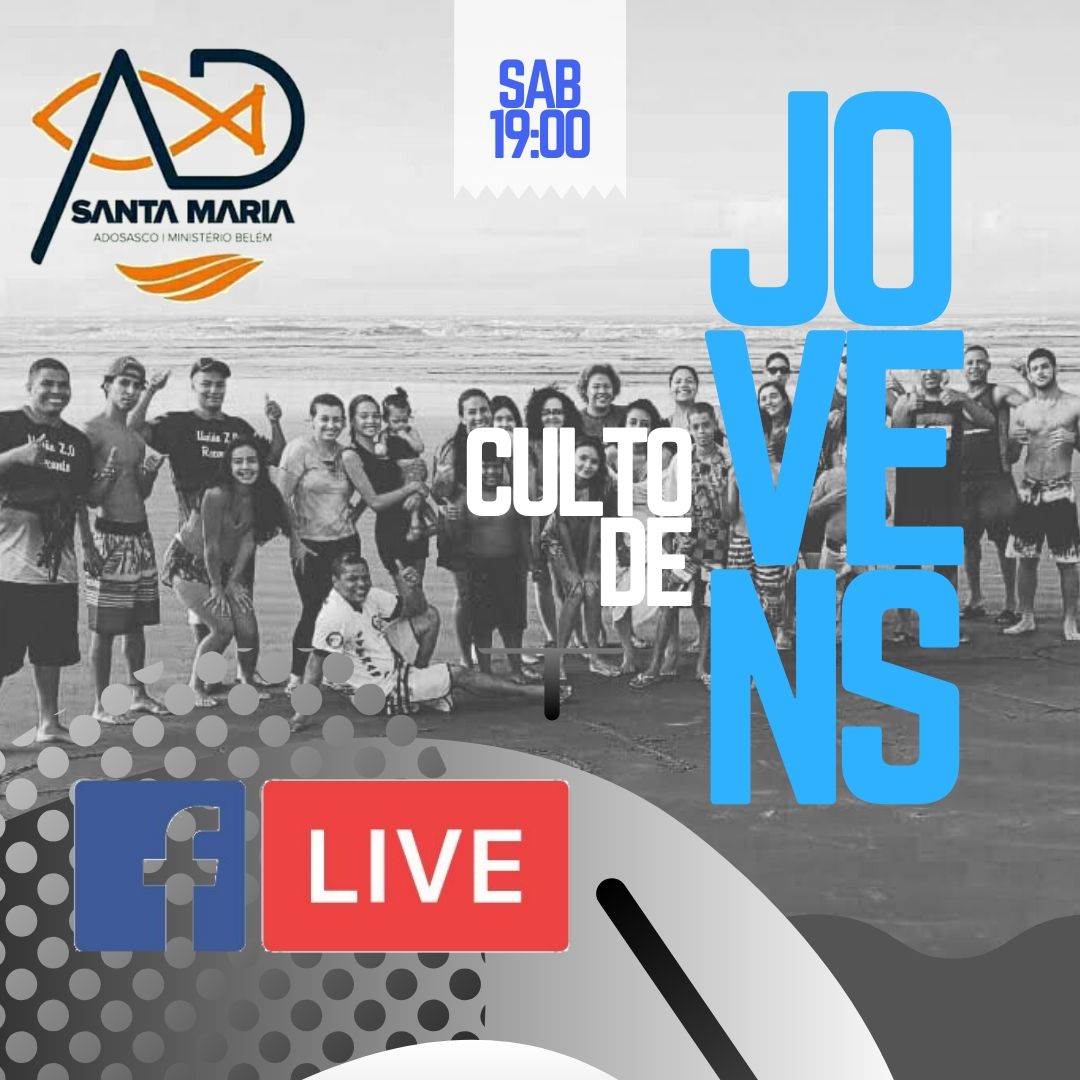 AD
SANTA MARIA
ADOSASCO | MINISTÉRIO BELÉM
SAB
19:00
CULTO
DE
JO
VE
NS
f LIVE